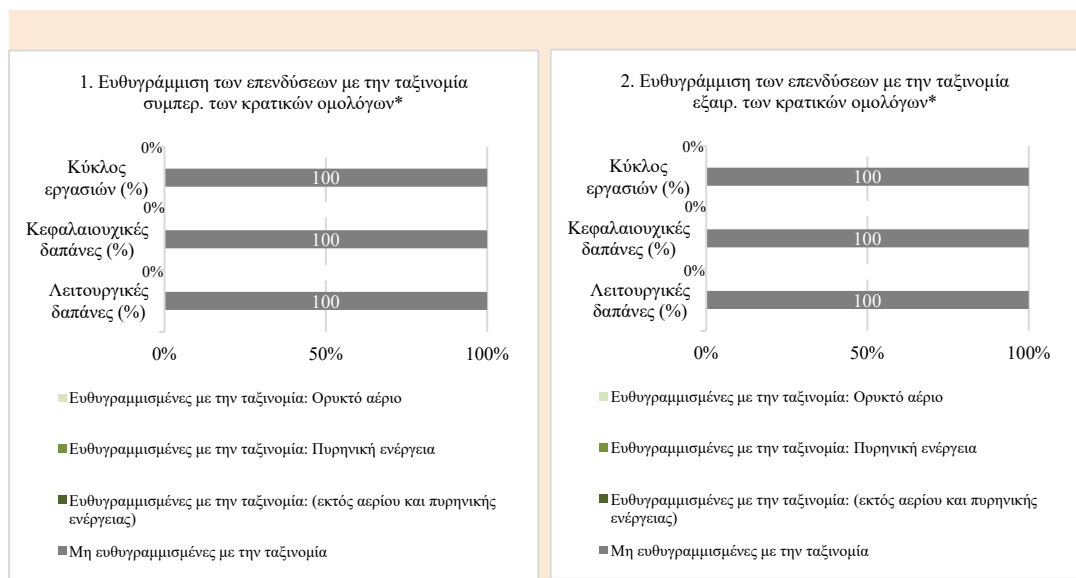 1. Ευθυγράμμιση των επενδύσεων με την ταξινομία
συμπερ. των κρατικών ομολόγων*
0%
Κύκλος
εργασιών (%)
100
0%
Κεφαλαιουχικές
δαπάνες (%)
100
0%
Λειτουργικές
δαπάνες (%)
100
0% 50% 100%
Ευθυγραμμισμένες με την ταξινομία: Ορυκτό αέριο
Ευθυγραμμισμένες με την ταξινομία: Πυρηνική ενέργεια
Ευθυγραμμισμένες με την ταξινομία: (εκτός αερίου και πυρηνικής
ενέργειας)
Μη ευθυγραμμισμένες με την ταξινομία
2. Ευθυγράμμιση των επενδύσεων με την ταξινομία
εξαιρ. των κρατικών ομολόγων*
0%
Κύκλος
εργασιών (%)
100
0%
Κεφαλαιουχικές
δαπάνες (%)
100
0%
Λειτουργικές
δαπάνες (%)
100
0% 50% 100%
Ευθυγραμμισμένες με την ταξινομία: Ορυκτό αέριο
Ευθυγραμμισμένες με την ταξινομία: Πυρηνική ενέργεια
Ευθυγραμμισμένες με την ταξινομία: (εκτός αερίου και πυρηνικής
ενέργειας)
Μη ευθυγραμμισμένες με την ταξινομία